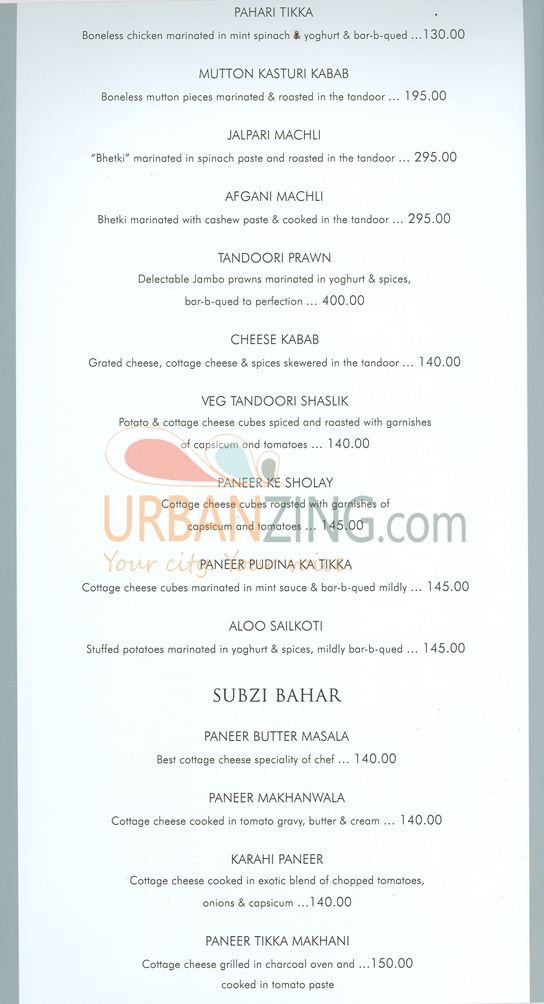 PAHARI TIKKA
Boneless chicken marinated in mint spinach & yoghurt & bar-b-qued ...130.00
MUTTON KASTURI KABAB
Boneless mutton pieces marinated & roasted in the tandoor ... 195.00
JALPARI MACHLI
"Bhetki" marinated in spinach paste and roasted in the tandoor ... 295.00
AFGANI MACHLI
Bhetki marinated with cashew paste & cooked in the tandoor ... 295.00
TANDOORI PRAWN
Delectable Jambo prawns marinated in yoghurt & spices,
bar-b-qued to perfection ... 400.00
CHEESE KABAB
Grated cheese, cottage cheese & spices skewered in the tandoor ... 140.00
VEG TANDOORI SHASLIK
Potato & cottage cheese cubes spiced and roasted with garnishes
of capsicum and tomatoes ... 140.00
PANEER KE SHOLAY
Cottage cheese cubes roasted with garnishes of
URBANZING.com
capsicum and tomatoes ... 145.00
Your city. Your voice
PANEER PUDINA KA TIKKA
Cottage cheese cubes marinated in mint sauce & bar-b-qued mildly ... 145.00
ALOO SAILKOTI
Stuffed potatoes marinated in yoghurt & spices, mildly bar-b-qued ... 145.00
SUBZI BAHAR
PANEER BUTTER MASALA
Best cottage cheese speciality of chef ... 140.00
PANEER MAKHANWALA
Cottage cheese cooked in tomato gravy, butter & cream ... 140.00
KARAHI PANEER
Cottage cheese cooked in exotic blend of chopped tomatoes,
onions & capsicum ...140.00
PANEER TIKKA MAKHANI
Cottage cheese grilled in charcoal oven and ...150.00
cooked in tomato paste